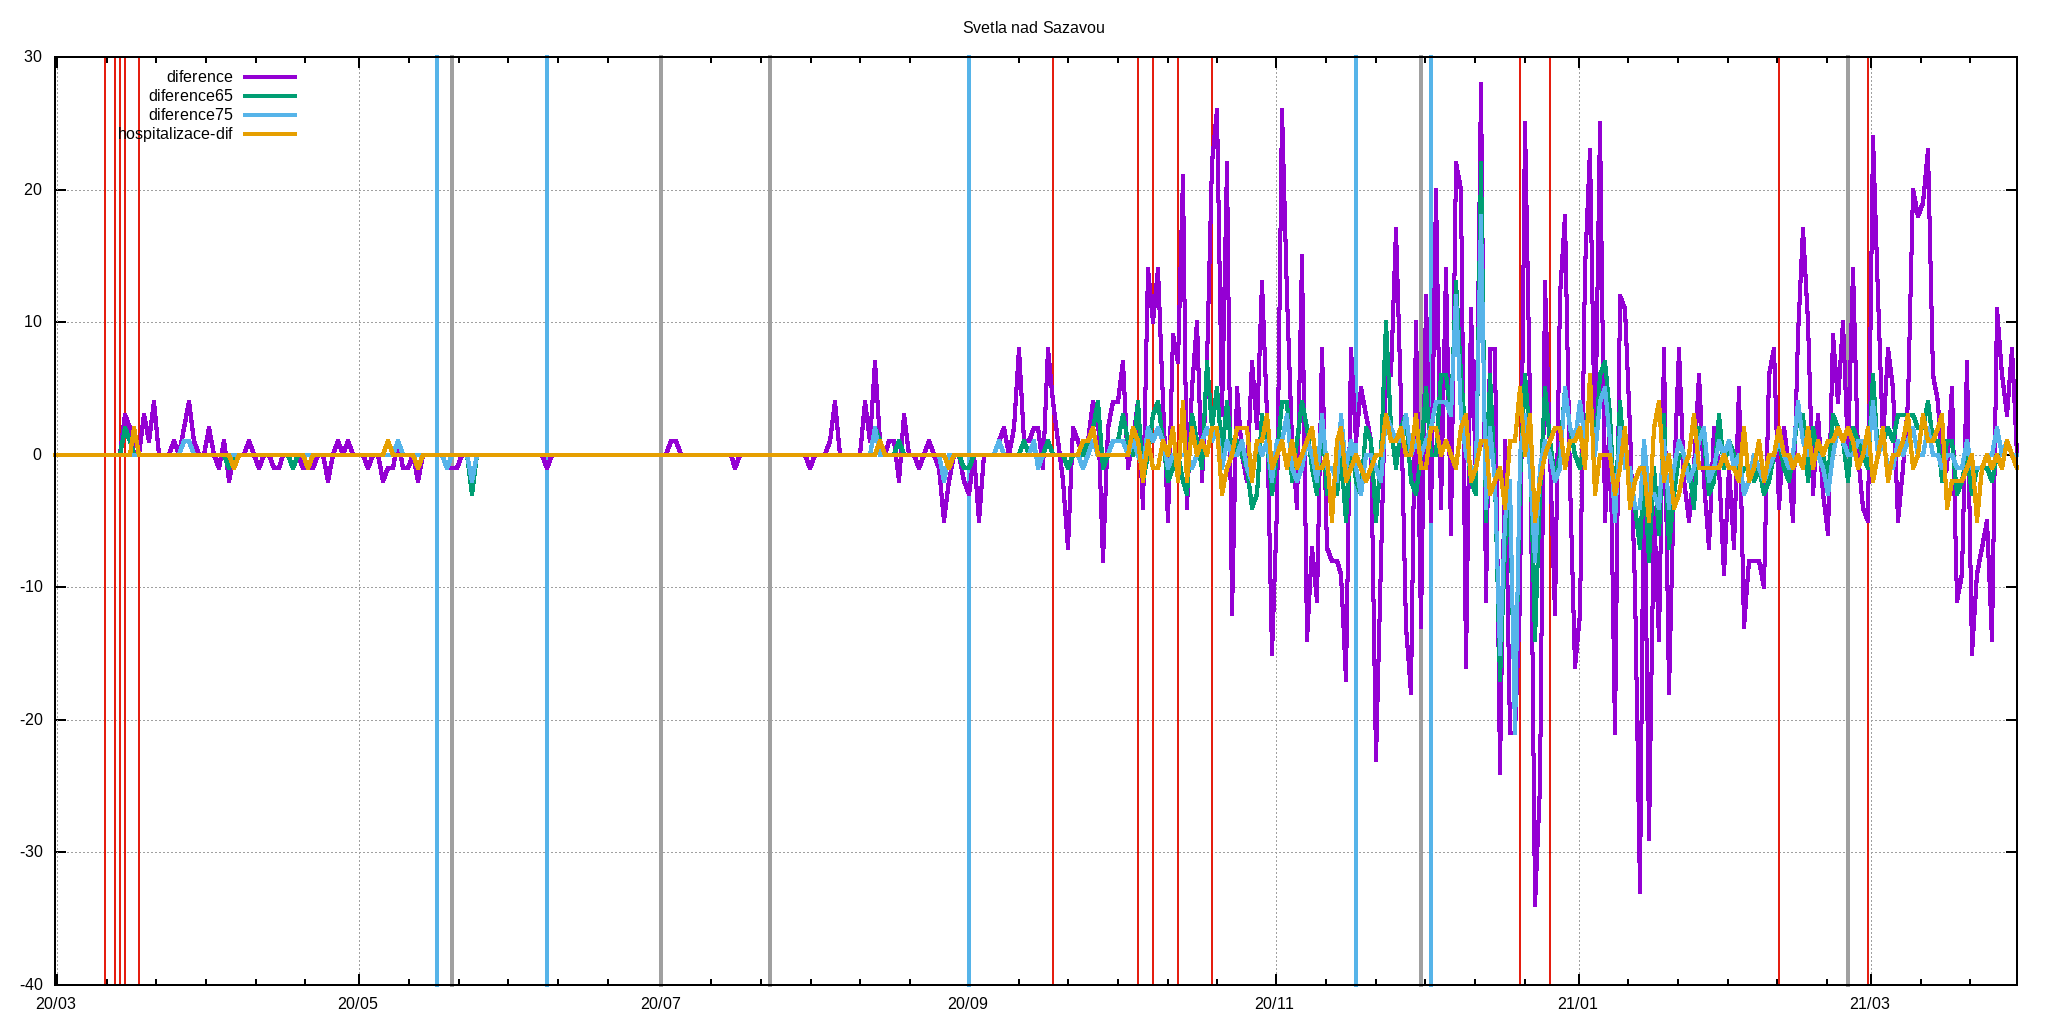 Svetla nad Sazavou
30
20
10
0
-10
-20
-30
-40
diference
diference65
diference75
hospitalizace-dif
20/03 20/05 20/07 20/09 20/11 21/01 21/03